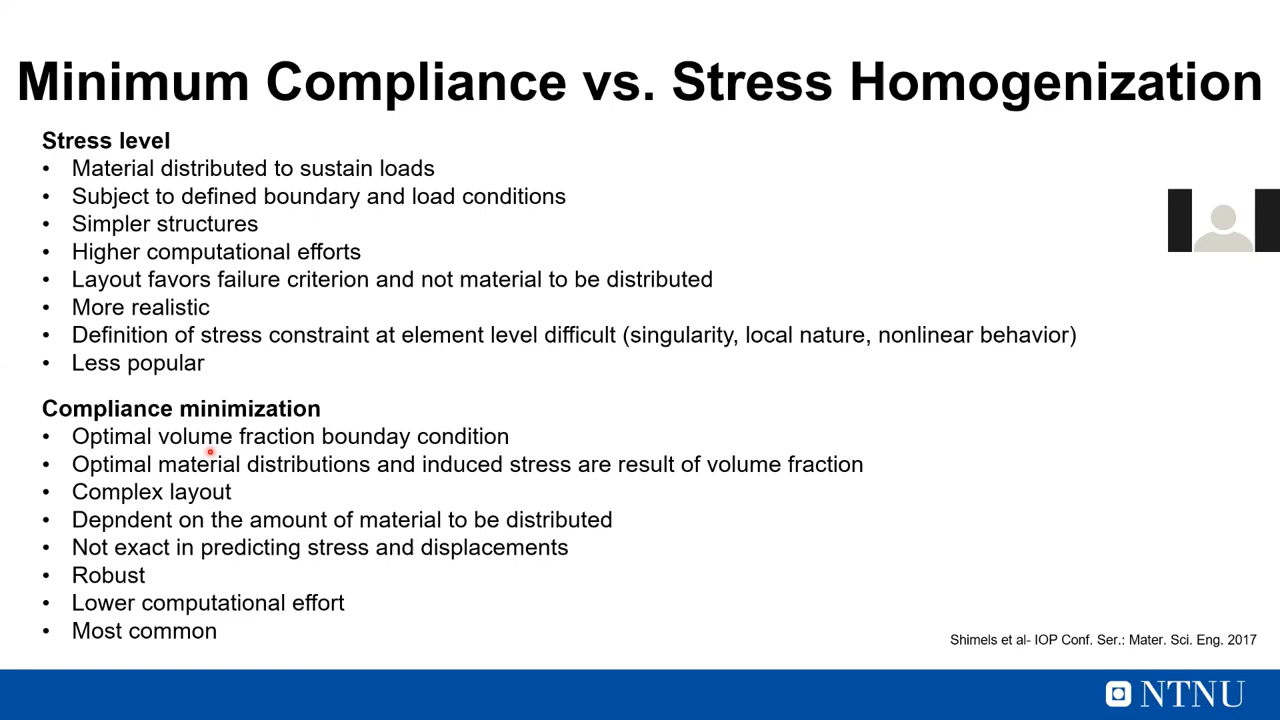 Minimum Compliance vs. Stress Homogenization
Stress level
• Material distributed to sustain loads
• Subject to defined boundary and load conditions
• Simpler structures
• Higher computational efforts
• Layout favors failure criterion and not material to be distributed
• More realistic
• Definition of stress constraint at element level difficult (singularity, local nature, nonlinear behavior)
• Less popular
Compliance minimization
• Optimal volume fraction bounday condition
• Optimal material distributions and induced stress are result of volume fraction
• Complex layout
• Depndent on the amount of material to be distributed
• Not exact in predicting stress and displacements
• Robust
• Lower computational effort
• Most common
Shimels et al- IOP Conf. Ser.: Mater. Sci. Eng. 2017
NTNU